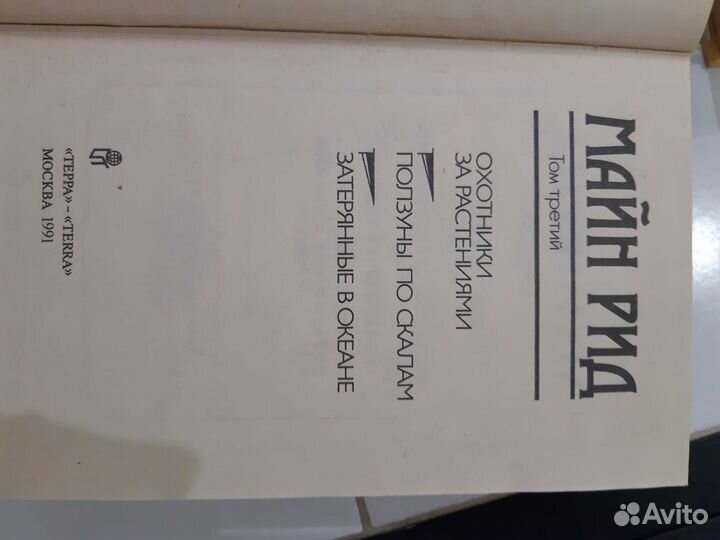 МАЙН РИД
Том третий
ОХОТНИКИ
ЗА РАСТЕНИЯМИ
ПОЛЗУНЫ ПО СКАЛАМ
ЗАТЕРЯННЫЕ В ОКЕАНЕ
«ТЕРРА» – «TERRA»
МОСКВА 1991
Avito